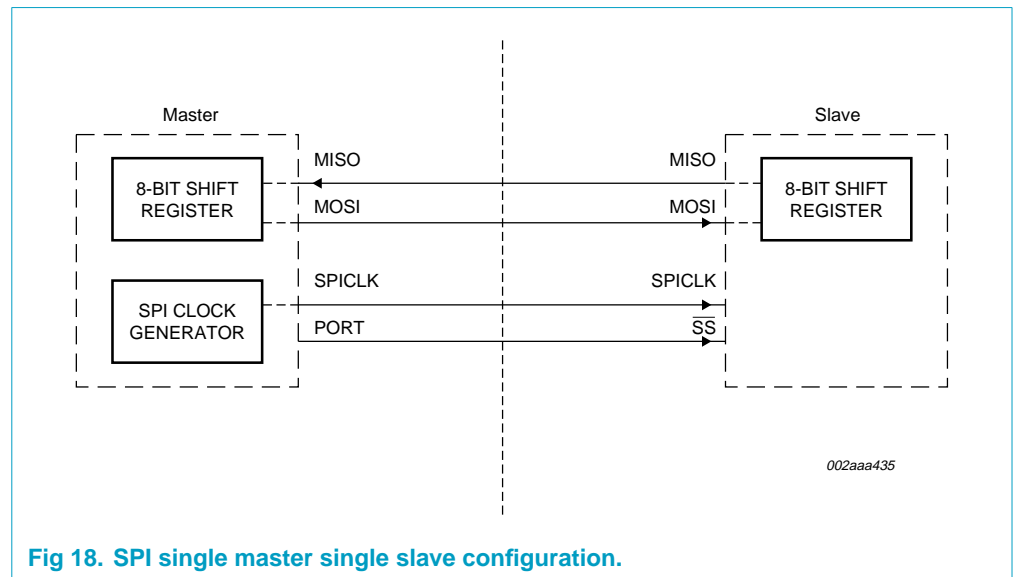 Master
Slave
MISO
MISO
8-BIT SHIFT
REGISTER
8-BIT SHIFT
REGISTER
MOSI
MOSI
SPICLK
SPICLK
SPI CLOCK
GENERATOR
PORT
SS
002aaa435
Fig 18. SPI single master single slave configuration.